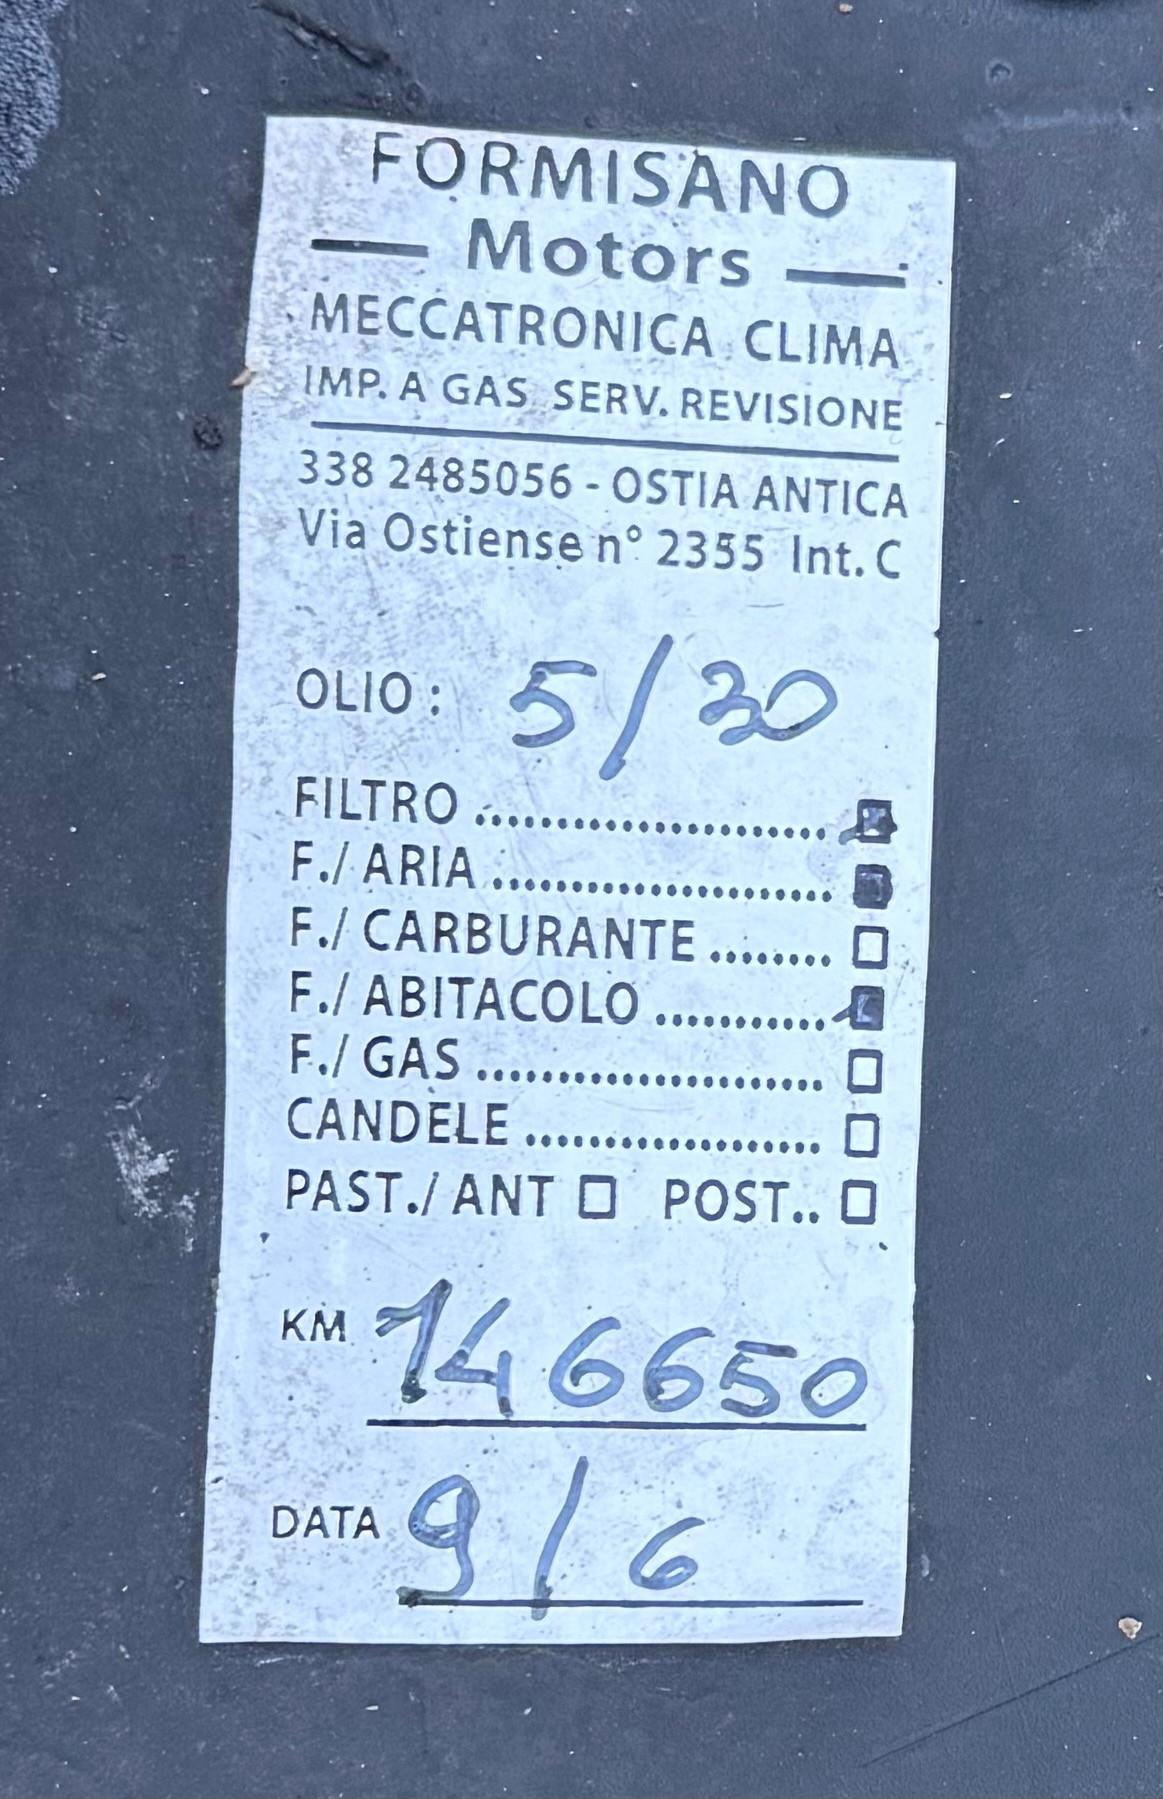 FORMISANO
Motors
MECCATRONICA CLIMA
IMP. A GAS SERV. REVISIONE
338 2485056 - OSTIA ANTICA
Via Ostiense n° 2355 Int. C
OLIO: 5/30
FILTRO ....................
F./ ARIA ....................
F./ CARBURANTE ........
F./ ABITACOLO ...........
F./ GAS ....................
CANDELE ..................
PAST./ ANT POST..
KM 146650
DATA 9/6